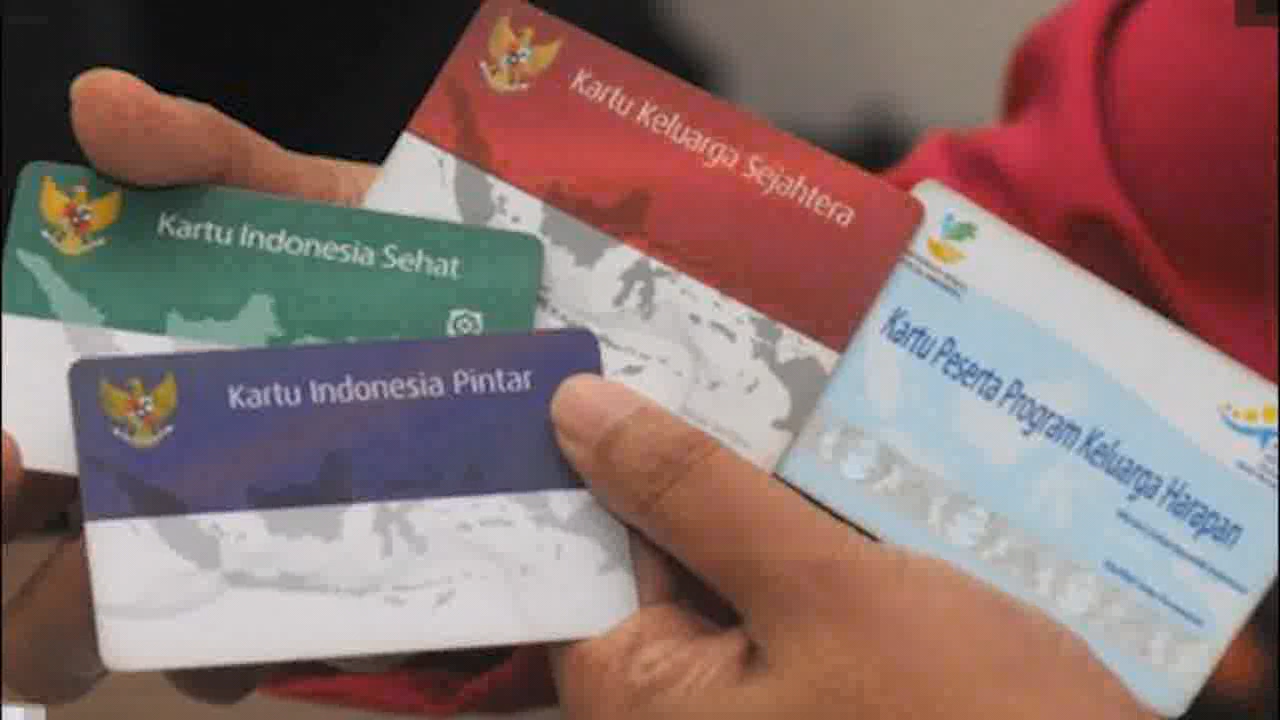 Kartu Keluarga Sejahtera
Kartu Indonesia Sehat
Kartu Indonesia Pintar
Kartu Peserta Program Keluarga Harapan